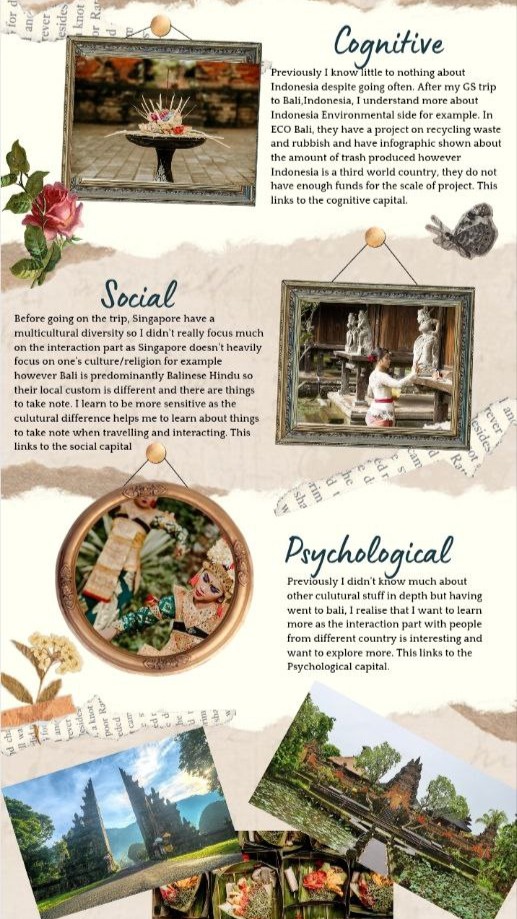 Cognitive
Previously I know little to nothing about
Indonesia despite going often. After my GS trip
to Bali,Indonesia, I understand more about
Indonesia Environmental side for example. In
ECO Bali, they have a project on recycling waste
and rubbish and have infographic shown about
the amount of trash produced however
Indonesia is a third world country, they do not
have enough funds for the scale of project. This
links to the cognitive capital.
Social
Before going on the trip, Singapore have a
multicultural diversity so I didn't really focus much
on the interaction part as Singapore doesn't heavily
focus on one's culture/religion for example
however Bali is predominantly Balinese Hindu so
their local custom is different and there are things
to take note. I learn to be more sensitive as the
culutural difference helps me to learn about things
to take note when travelling and interacting. This
links to the social capital
Psychological
Previously I didn't know much about
other culutural stuff in depth but having
went to bali, I realise that I want to learn
more as the interaction part with people
from different country is interesting and
want to explore more. This links to the
Psychological capital.